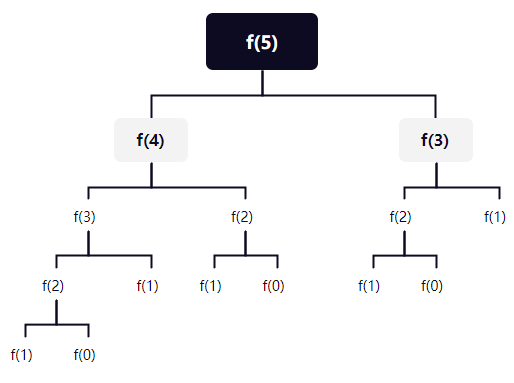 f(5)
f(4) f(3)
f(3) f(2) f(2) f(1)
f(2) f(1) f(1) f(0) f(1) f(0)
f(1) f(0)